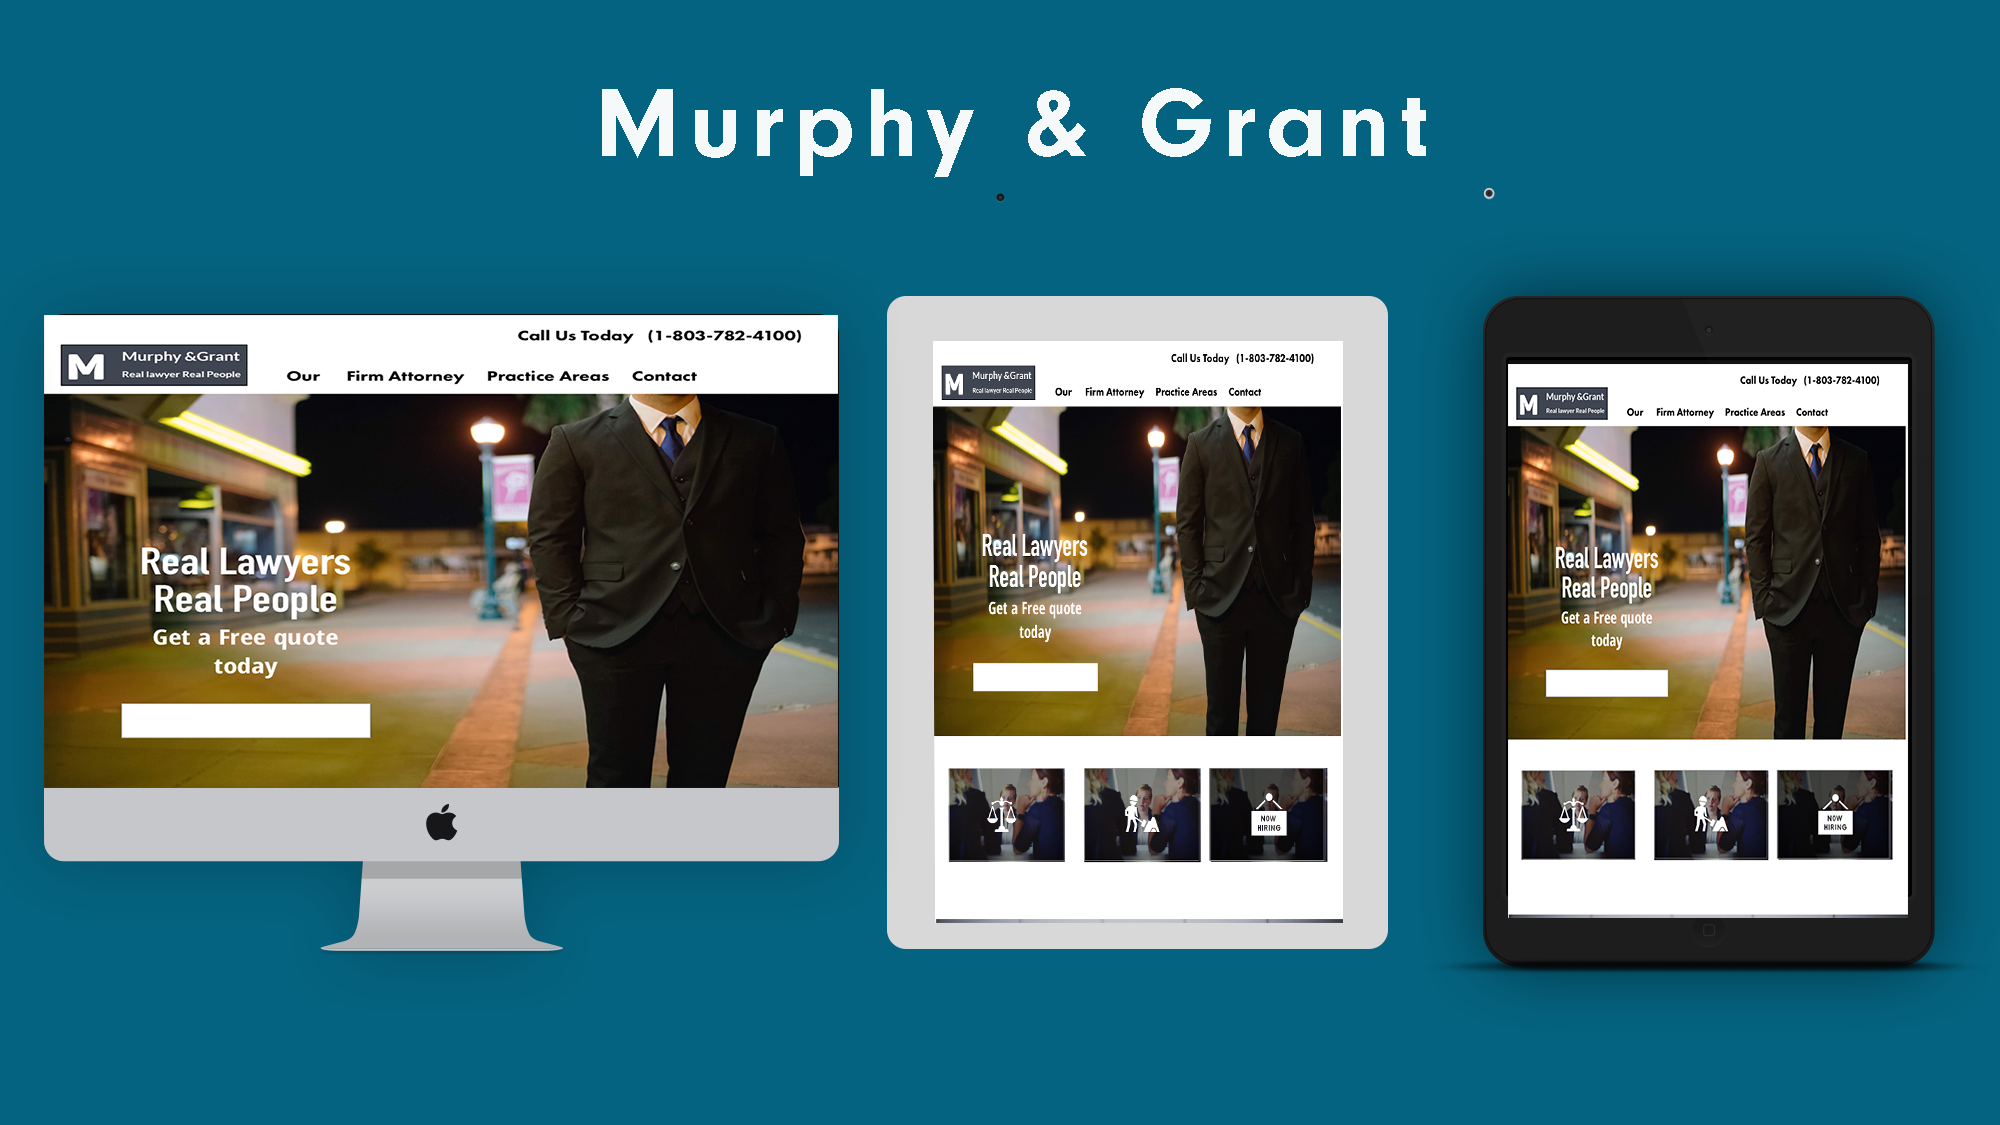 Murphy & Grant
Call Us Today (1-803-782-4100)
M Murphy &Grant
Real lawyer Real People
Our Firm Attorney Practice Areas Contact
Real Lawyers
Real People
Get a Free quote
today
Call Us Today (1-803-782-4100)
M Murphy &Grant
Real lawyer Real People
Our Firm Attorney Practice Areas Contact
Real Lawyers
Real People
Get a Free quote
today
NOW
HIRING
Call Us Today (1-803-782-4100)
M Murphy &Grant
Real lawyer Real People
Our Firm Attorney Practice Areas Contact
Real Lawyers
Real People
Get a Free quote
today
NOW
HIRING